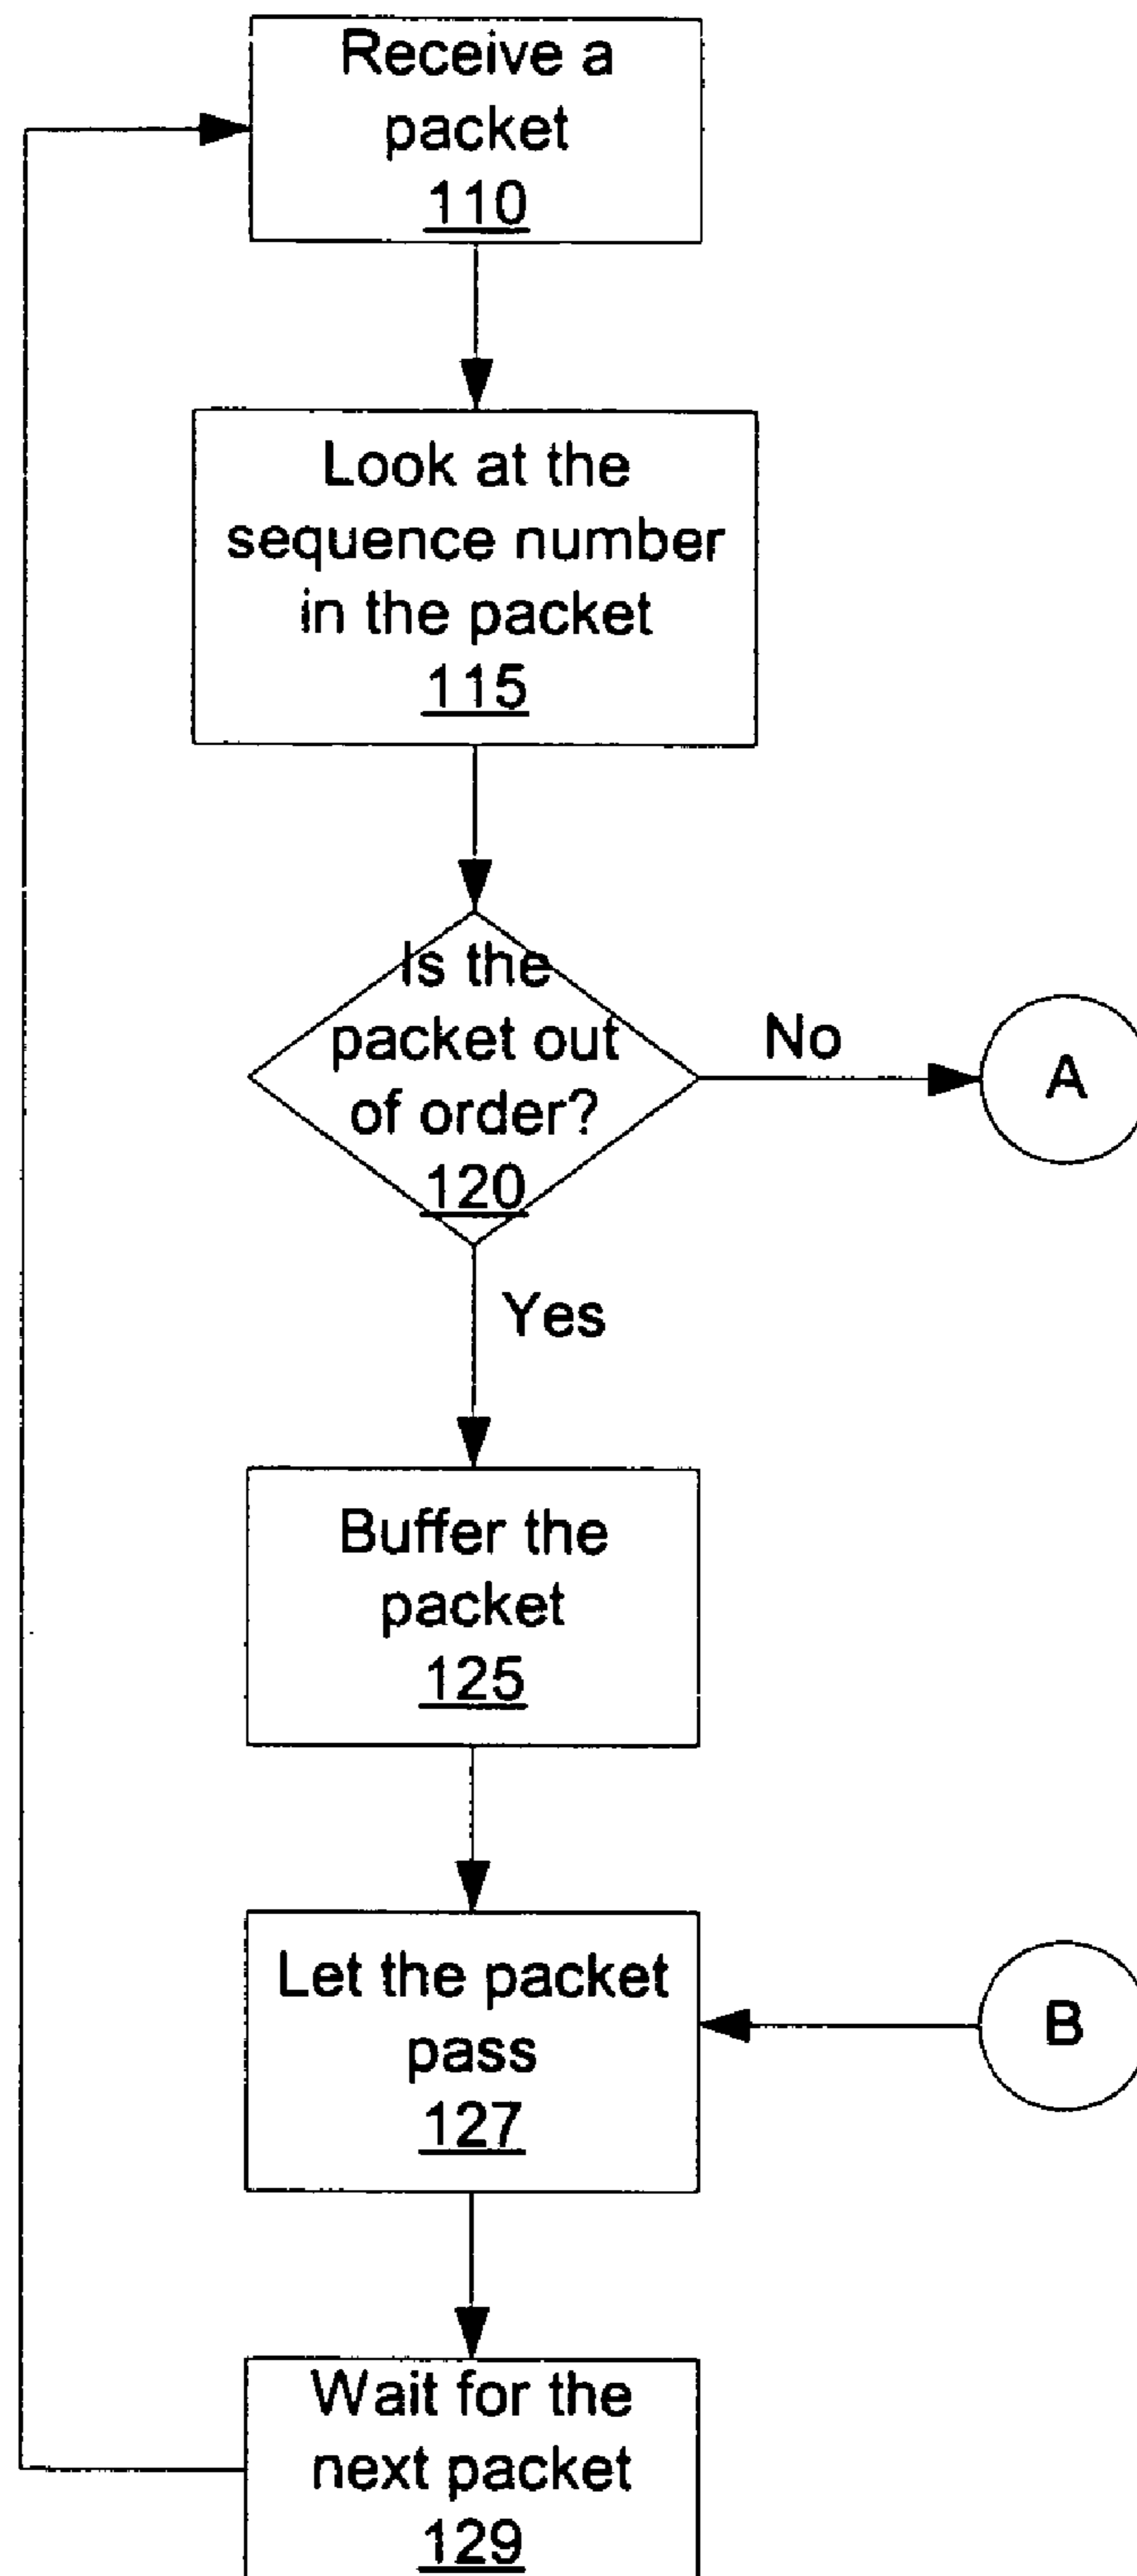 Receive a
packet
110
Look at the
sequence number
in the packet
115
Is the
packet out
of order?
120
No
A
Yes
Buffer the
packet
125
Let the packet
pass
127
B
Wait for the
next packet
129